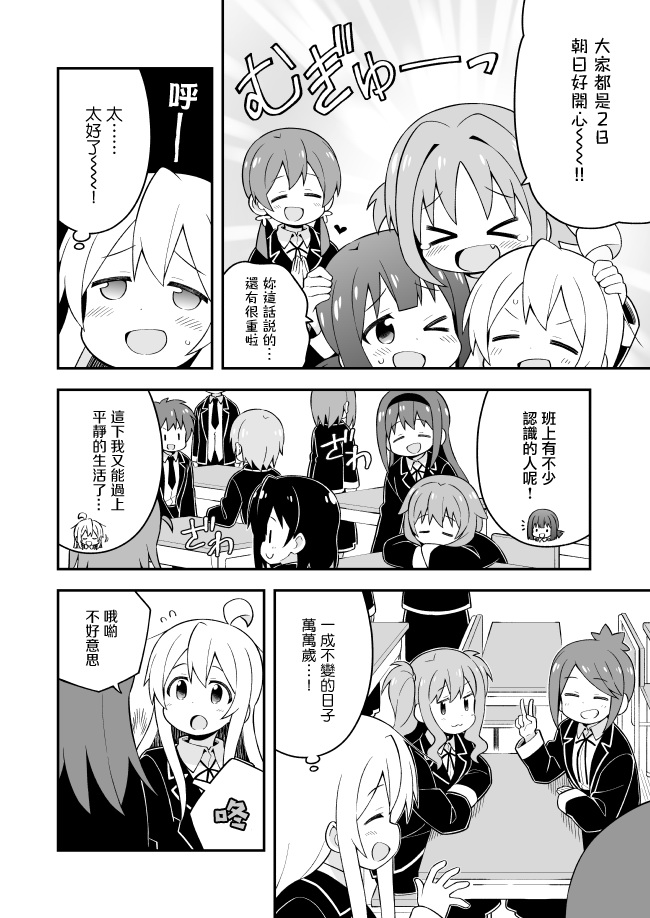 大家都是２日
朝日好開心～～!!
むぎゅーっ
妳這話説的…
還有很重啦
呼ー
太……
太好了～～！
班上有不少
認識的人呢！
ざわ
ざわ
這下我又能過上
平靜的生活了…
一成不變的日子
萬萬歲…！
哦喲
不好意思
咚